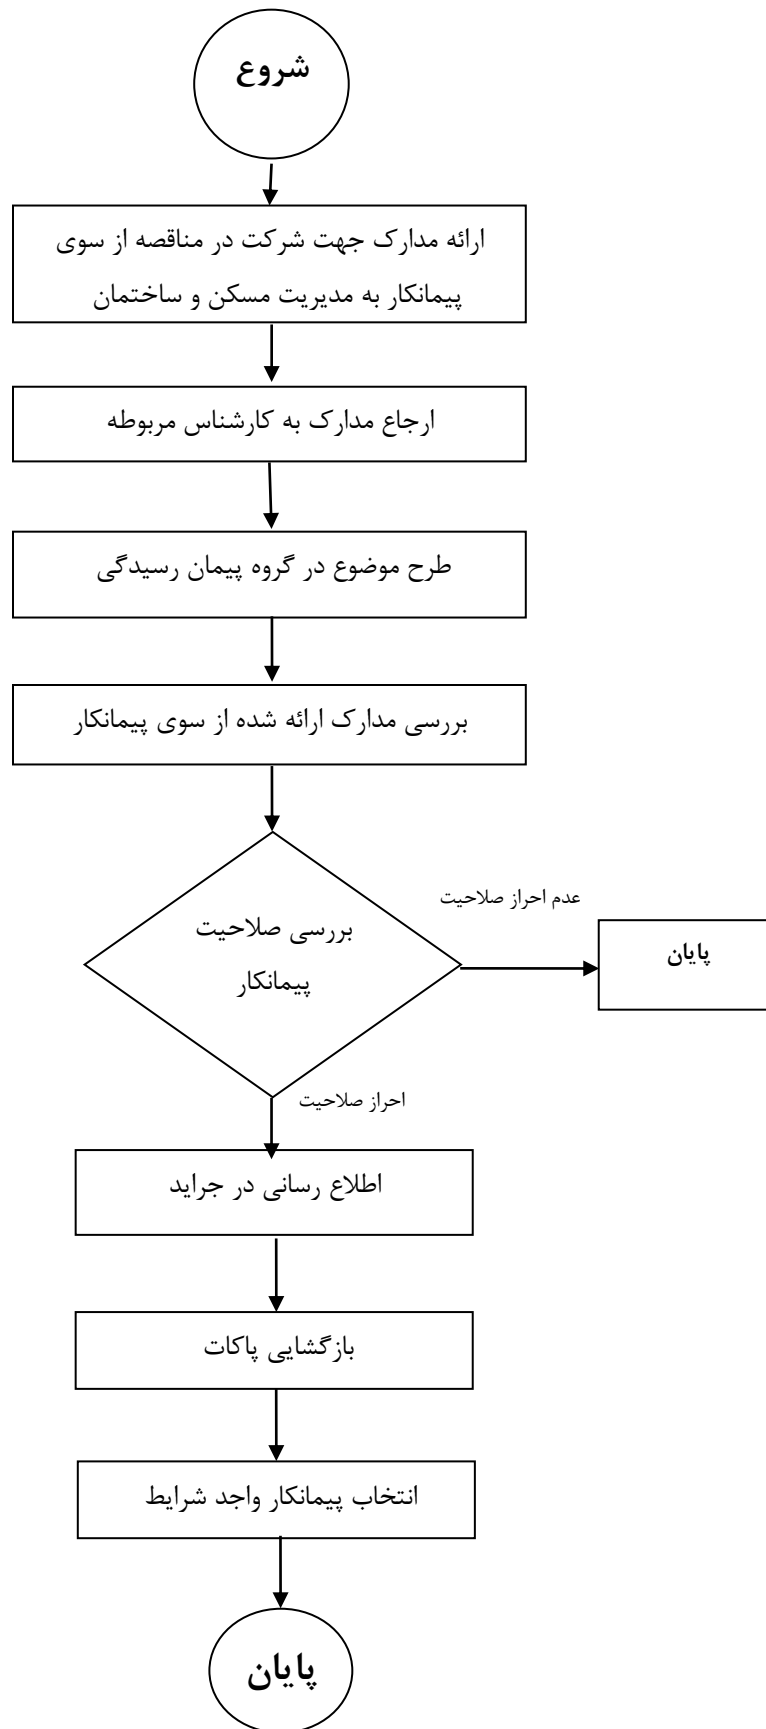 شروع
ارائه مدارک جهت شرکت در مناقصه از سوی
پیمانکار به مدیریت مسکن و ساختمان
ارجاع مدارک به کارشناس مربوطه
طرح موضوع در گروه پیمان رسیدگی
بررسی مدارک ارائه شده از سوی پیمانکار
بررسی صلاحیت
پیمانکار
عدم احراز صلاحیت
پایان
احراز صلاحیت
اطلاع رسانی در جراید
بازگشایی پاکات
انتخاب پیمانکار واجد شرایط
پایان